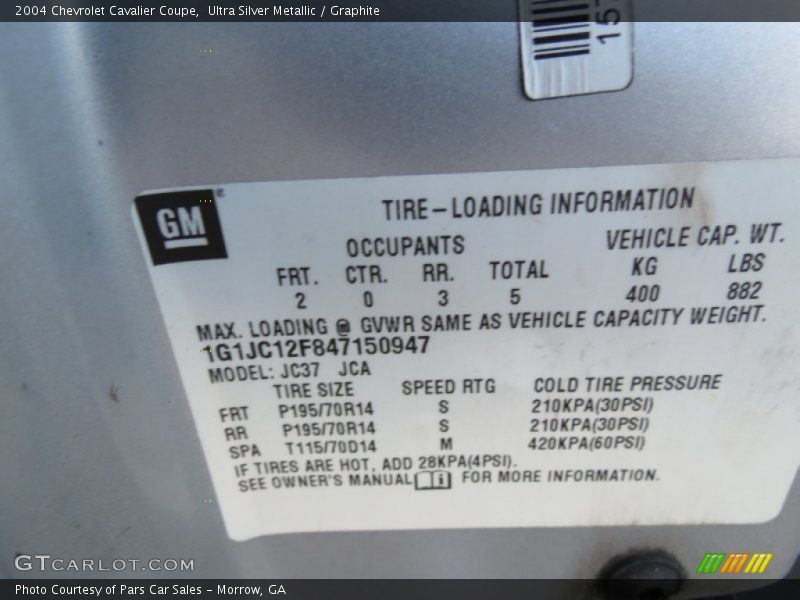 2004 Chevrolet Cavalier Coupe, Ultra Silver Metallic / Graphite
15
GM®
TIRE-LOADING INFORMATION
OCCUPANTS VEHICLE CAP. WT.
FRT. CTR. RR. TOTAL KG LBS
2 0 3 5 400 882
MAX. LOADING @ GVWR SAME AS VEHICLE CAPACITY WEIGHT.
1G1JC12F847150947
MODEL: JC37 JCA
TIRE SIZE SPEED RTG COLD TIRE PRESSURE
FRT P195/70R14 S 210KPA(30PSI)
RR P195/70R14 S 210KPA(30PSI)
SPA T115/70D14 M 420KPA(60PSI)
IF TIRES ARE HOT, ADD 28KPA(4PSI).
SEE OWNER'S MANUAL i FOR MORE INFORMATION.
GTCARLOT.COM
Photo Courtesy of Pars Car Sales - Morrow, GA